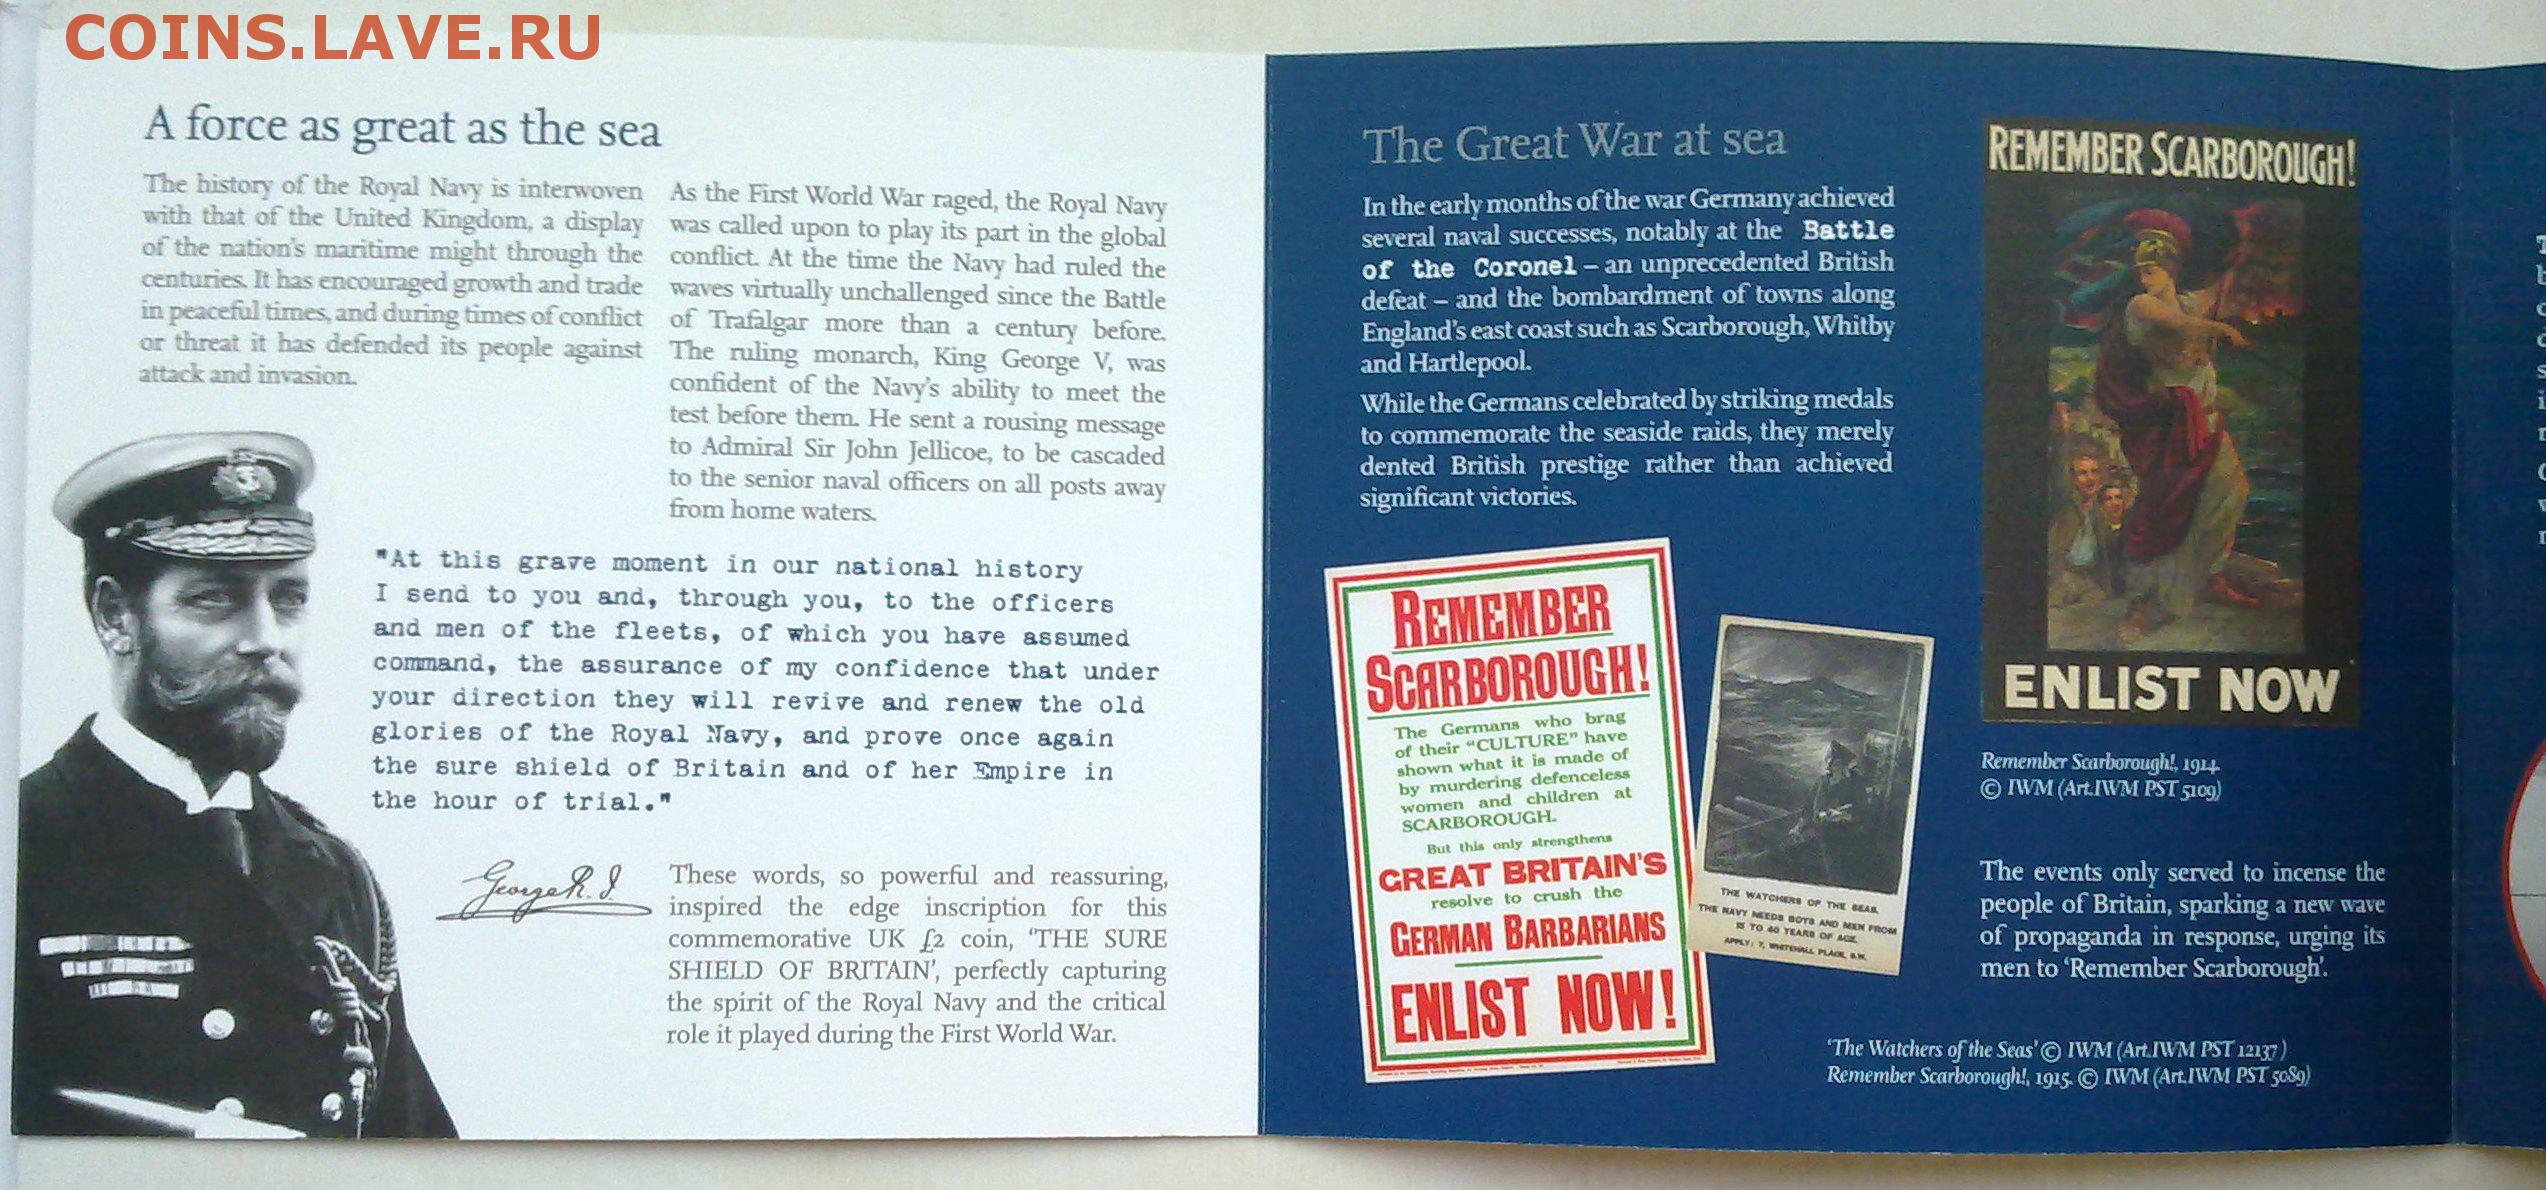 COINS.LAVE.RU
A force as great as the sea
The history of the Royal Navy is interwoven
with that of the United Kingdom, a display
of the nation's maritime might through the
centuries. It has encouraged growth and trade
in peaceful times, and during times of conflict
or threat it has defended its people against
attack and invasion.
As the First World War raged, the Royal Navy
was called upon to play its part in the global
conflict. At the time the Navy had ruled the
waves virtually unchallenged since the Battle
of Trafalgar more than a century before.
The ruling monarch, King George V, was
confident of the Navy's ability to meet the
test before them. He sent a rousing message
to Admiral Sir John Jellicoe, to be cascaded
to the senior naval officers on all posts away
from home waters.
"At this grave moment in our national history
I send to you and, through you, to the officers
and men of the fleets, of which you have assumed
command, the assurance of my confidence that under
your direction they will revive and renew the old
glories of the Royal Navy, and prove once again
the sure shield of Britain and of her Empire in
the hour of trial."
George R. I.
These words, so powerful and reassuring,
inspired the edge inscription for this
commemorative UK £2 coin, 'THE SURE
SHIELD OF BRITAIN', perfectly capturing
the spirit of the Royal Navy and the critical
role it played during the First World War.
The Great War at sea
In the early months of the war Germany achieved
several naval successes, notably at the Battle
of the Coronel – an unprecedented British
defeat – and the bombardment of towns along
England's east coast such as Scarborough, Whitby
and Hartlepool.
While the Germans celebrated by striking medals
to commemorate the seaside raids, they merely
dented British prestige rather than achieved
significant victories.
REMEMBER
SCARBOROUGH!
The Germans who brag
of their "CULTURE" have
shown what it is made of
by murdering defenceless
women and children at
SCARBOROUGH.
But this only strengthens
GREAT BRITAIN'S
resolve to crush the
GERMAN BARBARIANS
ENLIST NOW!
THE WATCHERS OF THE SEAS.
THE NAVY NEEDS BOYS AND MEN FROM
15 TO 40 YEARS OF AGE.
APPLY: 7, WHITEHALL PLACE, S.W.
REMEMBER SCARBOROUGH!
ENLIST NOW
Remember Scarborough!, 1914.
© IWM (Art.IWM PST 5109)
The events only served to incense the
people of Britain, sparking a new wave
of propaganda in response, urging its
men to 'Remember Scarborough'.
'The Watchers of the Seas' © IWM (Art.IWM PST 12137)
Remember Scarborough!, 1915. © IWM (Art.IWM PST 5089)